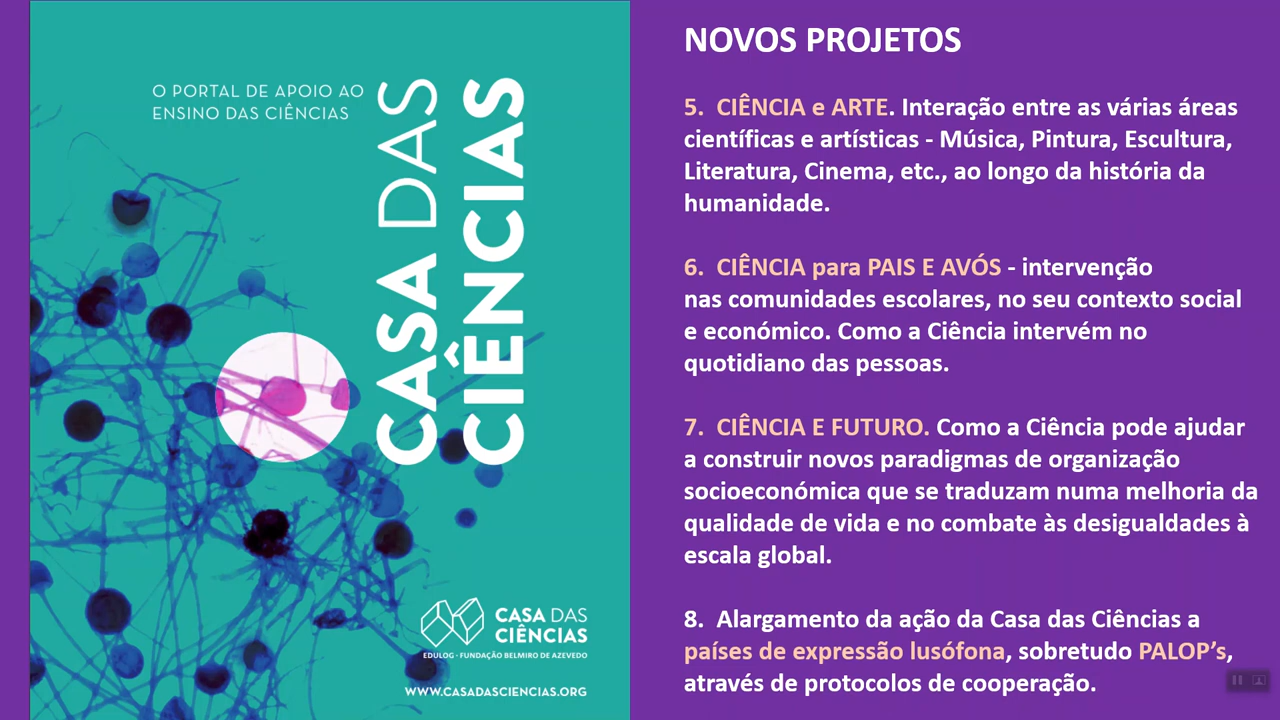 O PORTAL DE APOIO AO
ENSINO DAS CIÊNCIAS
CASA DAS
CIÊNCIAS
CASA DAS
CIÊNCIAS
EDULOG · FUNDAÇÃO BELMIRO DE AZEVEDO
WWW.CASADASCIENCIAS.ORG
NOVOS PROJETOS
5. CIÊNCIA e ARTE. Interação entre as várias áreas
científicas e artísticas - Música, Pintura, Escultura,
Literatura, Cinema, etc., ao longo da história da
humanidade.
6. CIÊNCIA para PAIS E AVÓS - intervenção
nas comunidades escolares, no seu contexto social
e económico. Como a Ciência intervém no
quotidiano das pessoas.
7. CIÊNCIA E FUTURO. Como a Ciência pode ajudar
a construir novos paradigmas de organização
socioeconómica que se traduzam numa melhoria da
qualidade de vida e no combate às desigualdades à
escala global.
8. Alargamento da ação da Casa das Ciências a
países de expressão lusófona, sobretudo PALOP’s,
através de protocolos de cooperação.